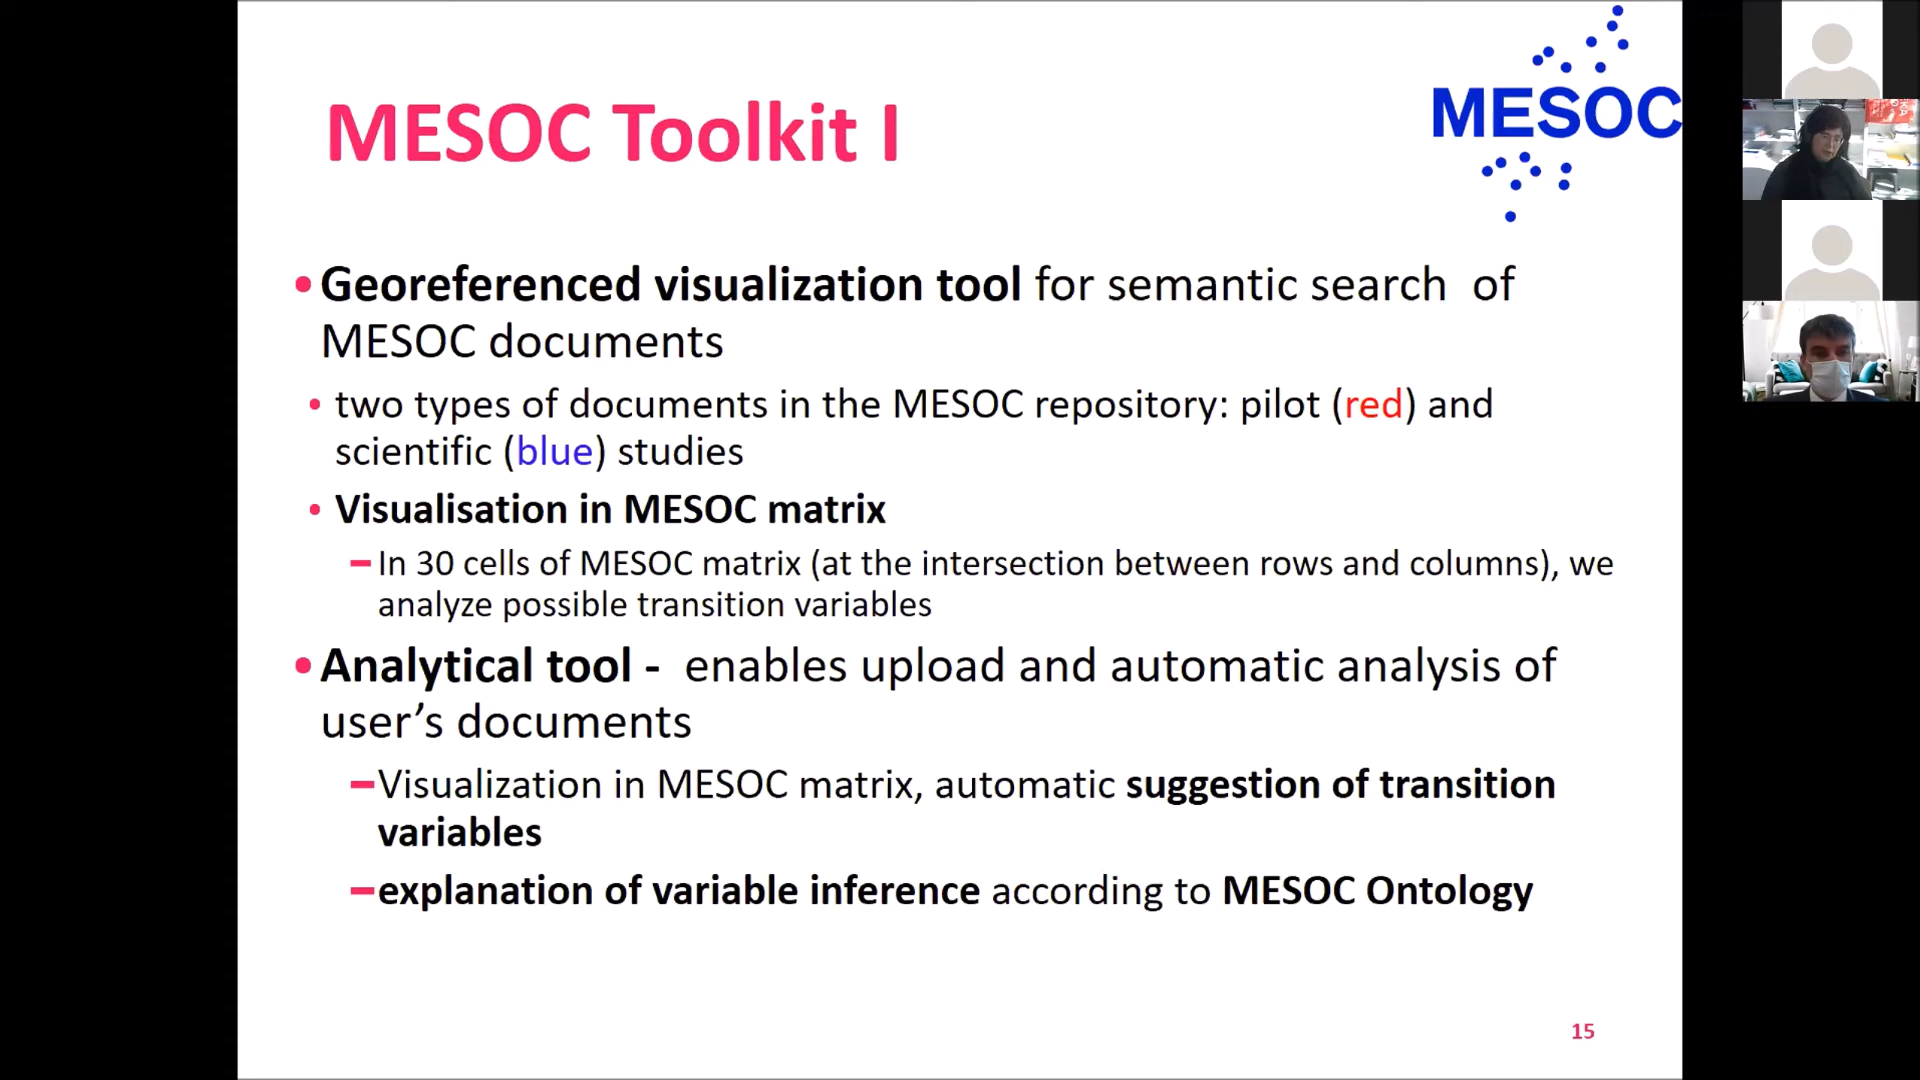 MESOC Toolkit I
MESOC
• Georeferenced visualization tool for semantic search of
MESOC documents
• two types of documents in the MESOC repository: pilot (red) and
scientific (blue) studies
• Visualisation in MESOC matrix
– In 30 cells of MESOC matrix (at the intersection between rows and columns), we
analyze possible transition variables
• Analytical tool - enables upload and automatic analysis of
user’s documents
– Visualization in MESOC matrix, automatic suggestion of transition
variables
– explanation of variable inference according to MESOC Ontology
15